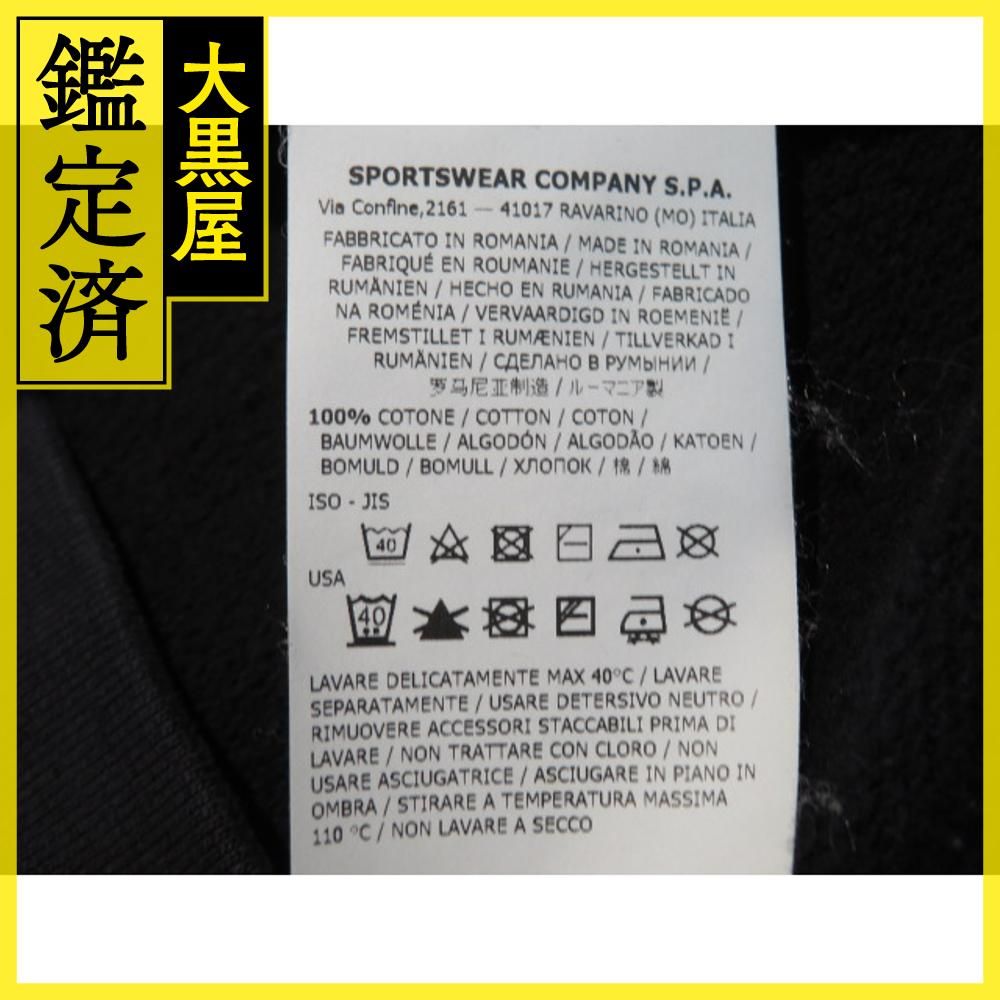 鑑定済
大黒屋
SPORTSWEAR COMPANY S.P.A.
Via Confine,2161 — 41017 RAVARINO (MO) ITALIA
FABBRICATO IN ROMANIA / MADE IN ROMANIA /
FABRIQUÉ EN ROUMANIE / HERGESTELLT IN
RUMÄNIEN / HECHO EN RUMANIA / FABRICADO
NA ROMÉNIA / VERVAARDIGD IN ROEMENIË /
FREMSTILLET I RUMÆNIEN / TILLVERKAD I
RUMÄNIEN / СДЕЛАНО В РУМЫНИИ /
罗马尼亚制造 / ルーマニア製
100% COTONE / COTTON / COTON /
BAUMWOLLE / ALGODÓN / ALGODÃO / KATOEN /
BOMULD / BOMULL / ХЛОПОК / 棉 / 綿
ISO - JIS
40
USA
40
LAVARE DELICATAMENTE MAX 40°C / LAVARE
SEPARATAMENTE / USARE DETERSIVO NEUTRO /
RIMUOVERE ACCESSORI STACCABILI PRIMA DI
LAVARE / NON TRATTARE CON CLORO / NON
USARE ASCIUGATRICE / ASCIUGARE IN PIANO IN
OMBRA / STIRARE A TEMPERATURA MASSIMA
110 °C / NON LAVARE A SECCO